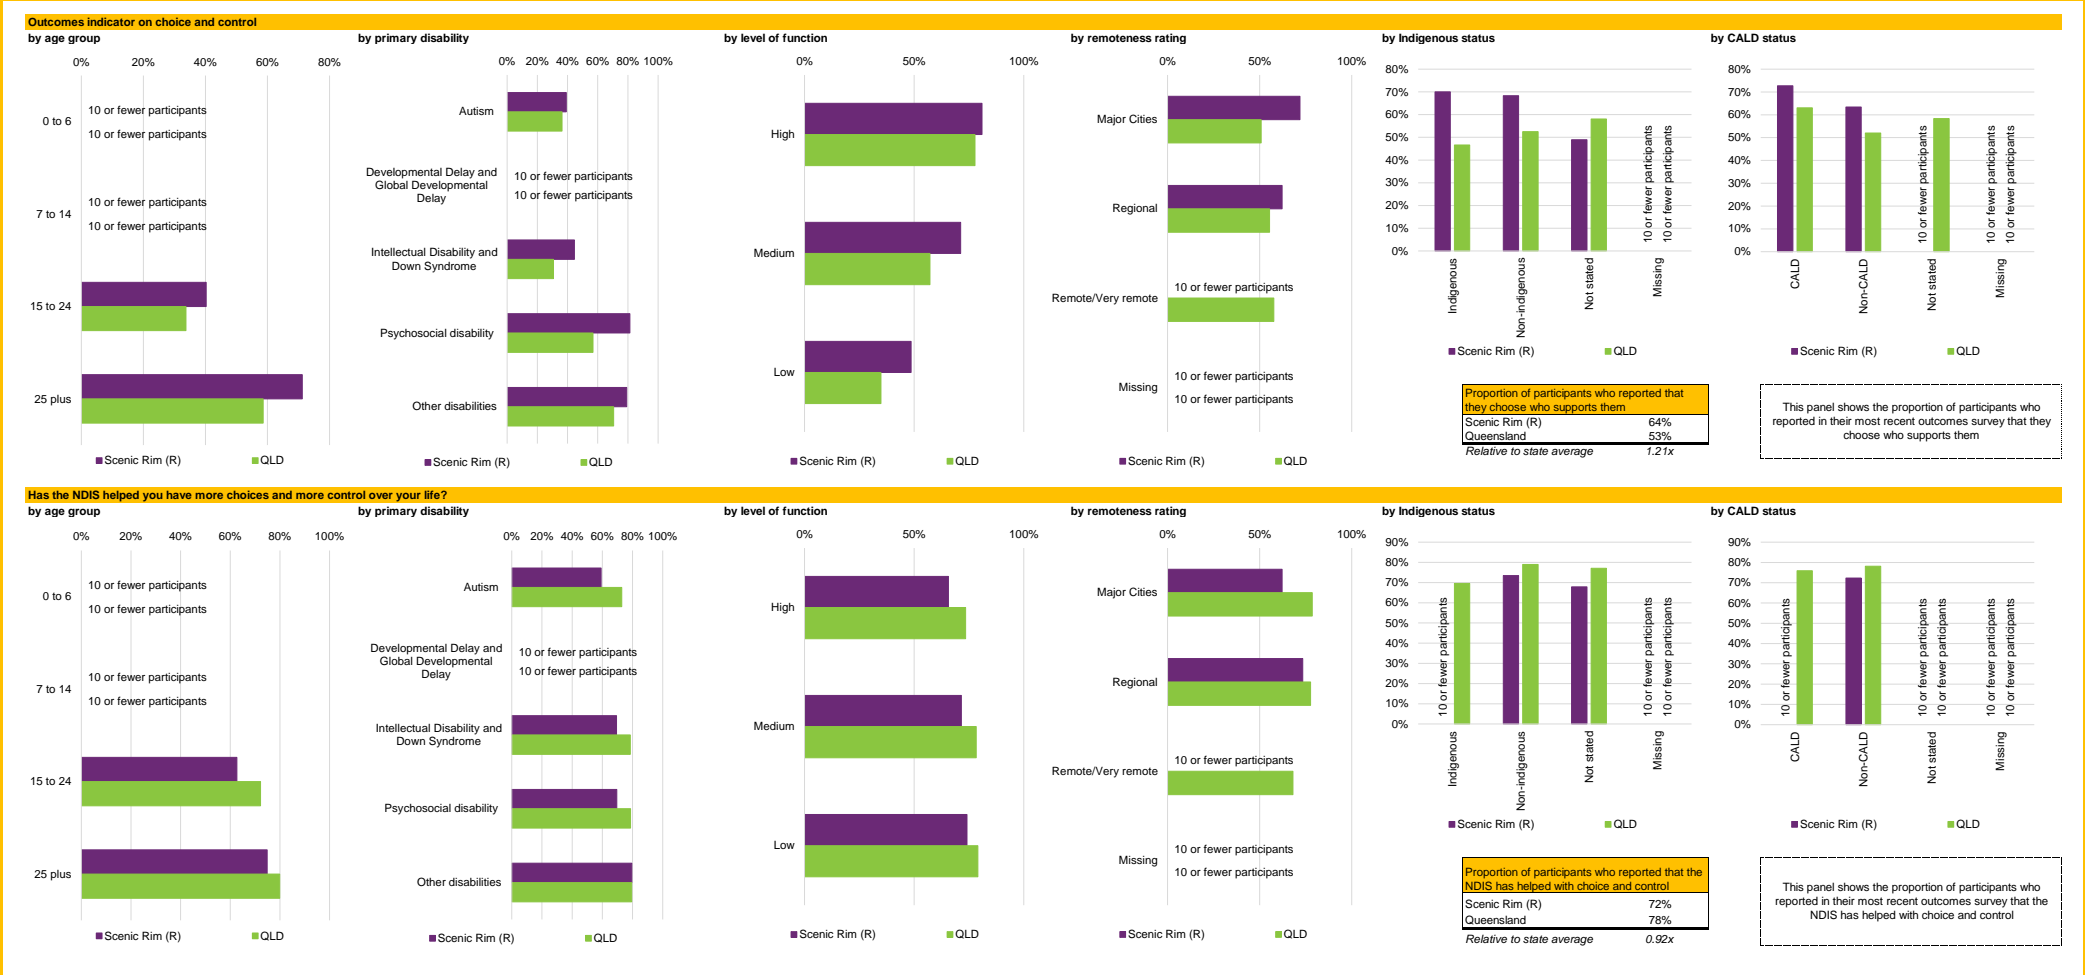 Outcomes indicator on choice and control
by age group
0% 20% 40% 60% 80%
0 to 6
10 or fewer participants
10 or fewer participants
7 to 14
10 or fewer participants
10 or fewer participants
15 to 24
25 plus
Scenic Rim (R) QLD
by primary disability
0% 20% 40% 60% 80% 100%
Autism
Developmental Delay and
Global Developmental
Delay
10 or fewer participants
10 or fewer participants
Intellectual Disability and
Down Syndrome
Psychosocial disability
Other disabilities
Scenic Rim (R) QLD
by level of function
0% 50% 100%
High
Medium
Low
Scenic Rim (R) QLD
by remoteness rating
0% 50% 100%
Major Cities
Regional
Remote/Very remote
10 or fewer participants
Missing
10 or fewer participants
10 or fewer participants
Scenic Rim (R) QLD
by Indigenous status
80%
70%
60%
50%
40%
30%
20%
10%
0%
10 or fewer participants
10 or fewer participants
Indigenous
Non-indigenous
Not stated
Missing
Scenic Rim (R) QLD
Proportion of participants who reported that
they choose who supports them
Scenic Rim (R) 64%
Queensland 53%
Relative to state average 1.21x
by CALD status
80%
70%
60%
50%
40%
30%
20%
10%
0%
10 or fewer participants
10 or fewer participants
10 or fewer participants
CALD
Non-CALD
Not stated
Missing
Scenic Rim (R) QLD
This panel shows the proportion of participants who
reported in their most recent outcomes survey that they
choose who supports them
Has the NDIS helped you have more choices and more control over your life?
by age group
0% 20% 40% 60% 80% 100%
0 to 6
10 or fewer participants
10 or fewer participants
7 to 14
10 or fewer participants
10 or fewer participants
15 to 24
25 plus
Scenic Rim (R) QLD
by primary disability
0% 20% 40% 60% 80% 100%
Autism
Developmental Delay and
Global Developmental
Delay
10 or fewer participants
10 or fewer participants
Intellectual Disability and
Down Syndrome
Psychosocial disability
Other disabilities
Scenic Rim (R) QLD
by level of function
0% 50% 100%
High
Medium
Low
Scenic Rim (R) QLD
by remoteness rating
0% 50% 100%
Major Cities
Regional
Remote/Very remote
10 or fewer participants
Missing
10 or fewer participants
10 or fewer participants
Scenic Rim (R) QLD
by Indigenous status
90%
80%
70%
60%
50%
40%
30%
20%
10%
0%
10 or fewer participants
10 or fewer participants
10 or fewer participants
Indigenous
Non-indigenous
Not stated
Missing
Scenic Rim (R) QLD
Proportion of participants who reported that the
NDIS has helped with choice and control
Scenic Rim (R) 72%
Queensland 78%
Relative to state average 0.92x
by CALD status
90%
80%
70%
60%
50%
40%
30%
20%
10%
0%
10 or fewer participants
10 or fewer participants
10 or fewer participants
10 or fewer participants
10 or fewer participants
CALD
Non-CALD
Not stated
Missing
Scenic Rim (R) QLD
This panel shows the proportion of participants who
reported in their most recent outcomes survey that the
NDIS has helped with choice and control